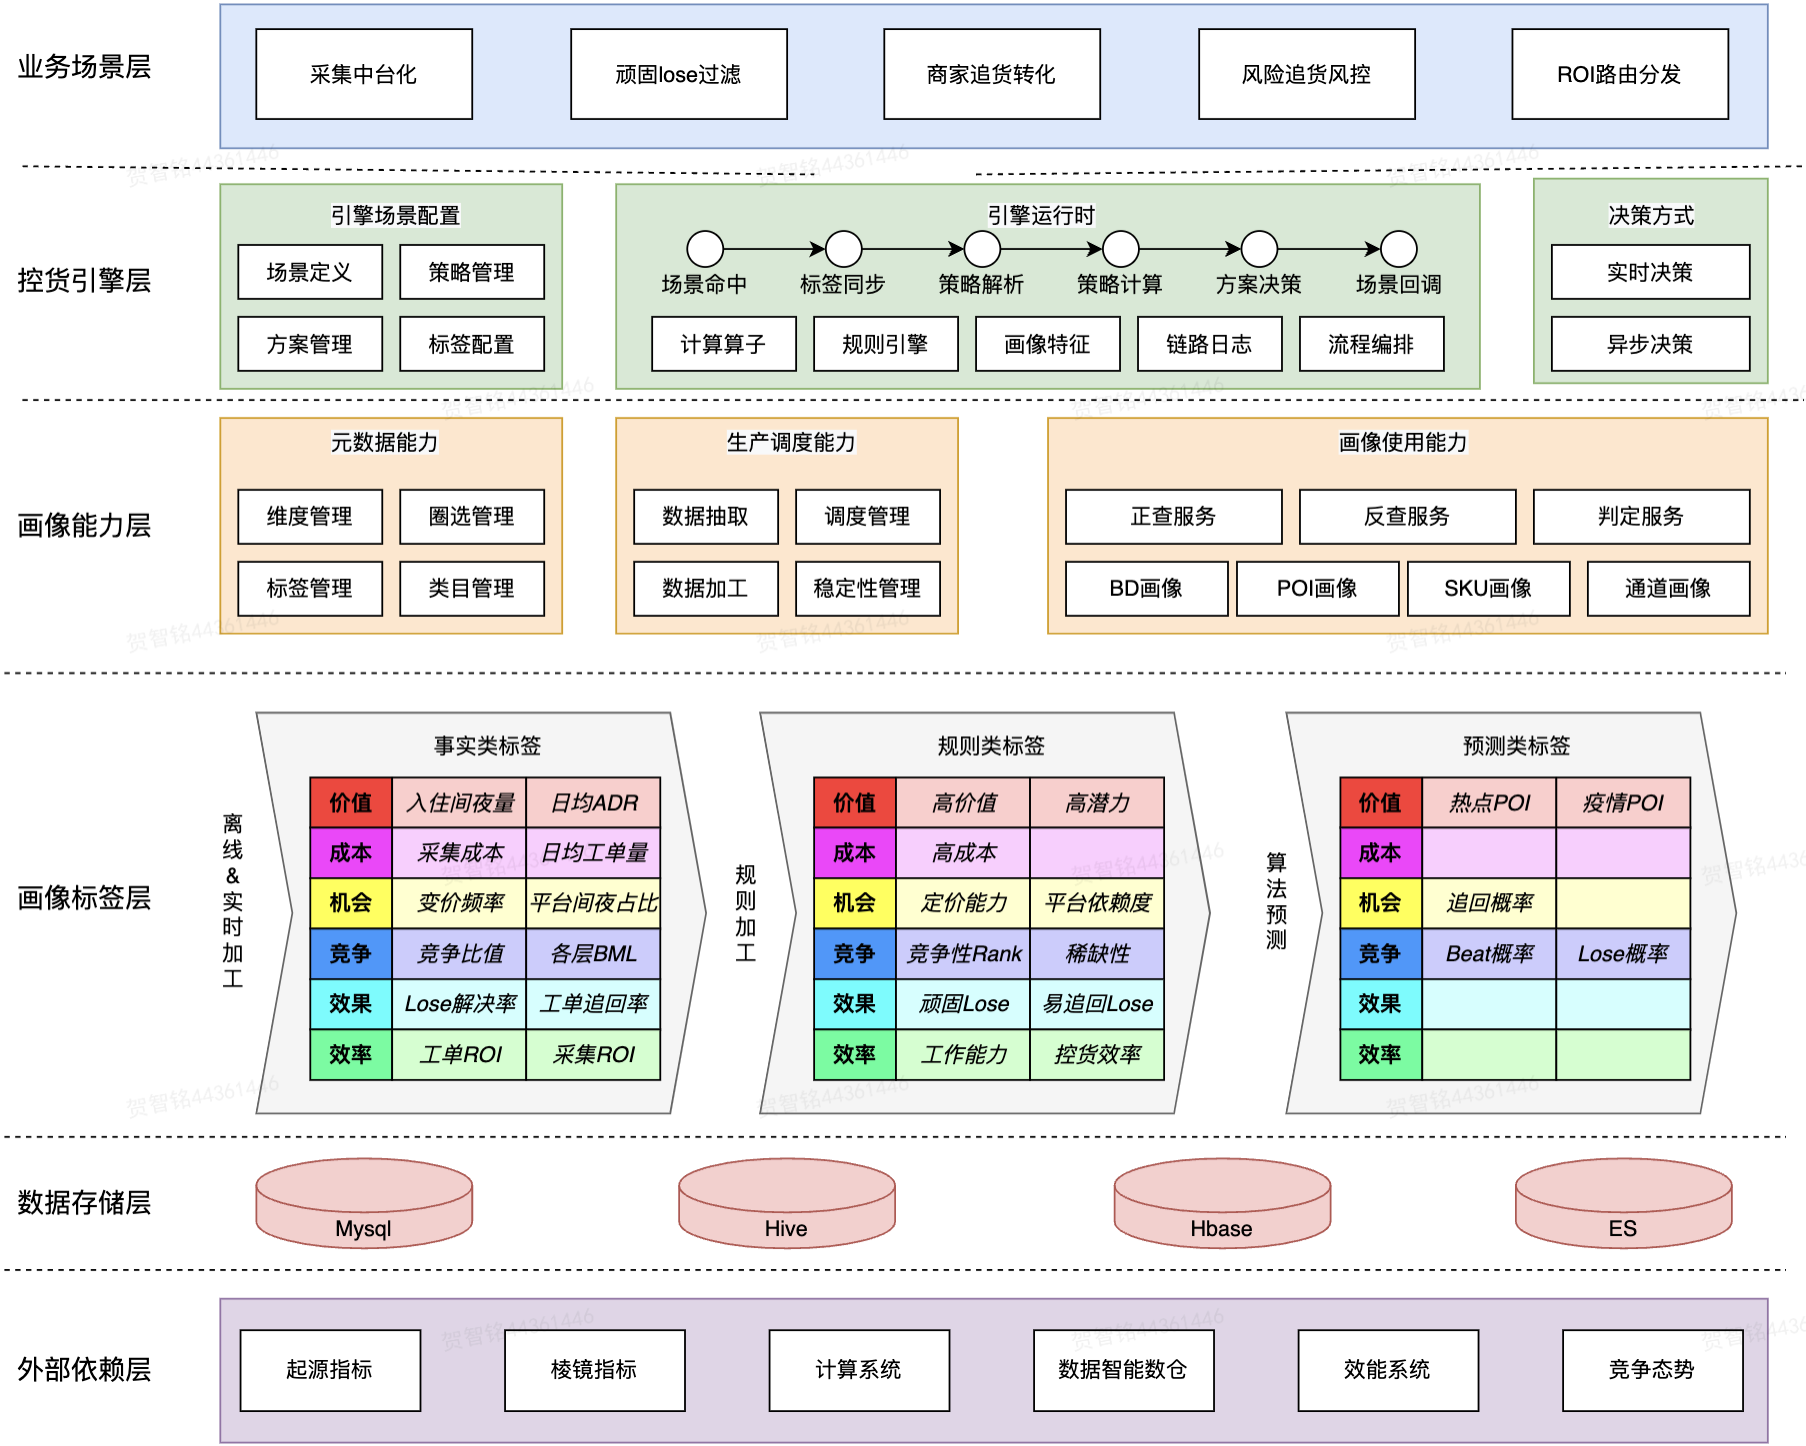 业务场景层
采集中台化
顽固lose过滤
商家追货转化
风险追货风控
ROI路由分发
控货引擎层
引擎场景配置
场景定义
策略管理
方案管理
标签配置
引擎运行时
场景命中
标签同步
策略解析
策略计算
方案决策
场景回调
计算算子
规则引擎
画像特征
链路日志
流程编排
决策方式
实时决策
异步决策
画像能力层
元数据能力
维度管理
圈选管理
标签管理
类目管理
生产调度能力
数据抽取
调度管理
数据加工
稳定性管理
画像使用能力
正查服务
反查服务
判定服务
BD画像
POI画像
SKU画像
通道画像
画像标签层
离线&实时加工
事实类标签
价值 入住间夜量 日均ADR
成本 采集成本 日均工单量
机会 变价频率 平台间夜占比
竞争 竞争比值 各层BML
效果 Lose解决率 工单追回率
效率 工单ROI 采集ROI
规则加工
规则类标签
价值 高价值 高潜力
成本 高成本
机会 定价能力 平台依赖度
竞争 竞争性Rank 稀缺性
效果 顽固Lose 易追回Lose
效率 工作能力 控货效率
算法预测
预测类标签
价值 热点POI 疫情POI
成本
机会 追回概率
竞争 Beat概率 Lose概率
效果
效率
数据存储层
Mysql
Hive
Hbase
ES
外部依赖层
起源指标
棱镜指标
计算系统
数据智能数仓
效能系统
竞争态势
贺智铭44361446